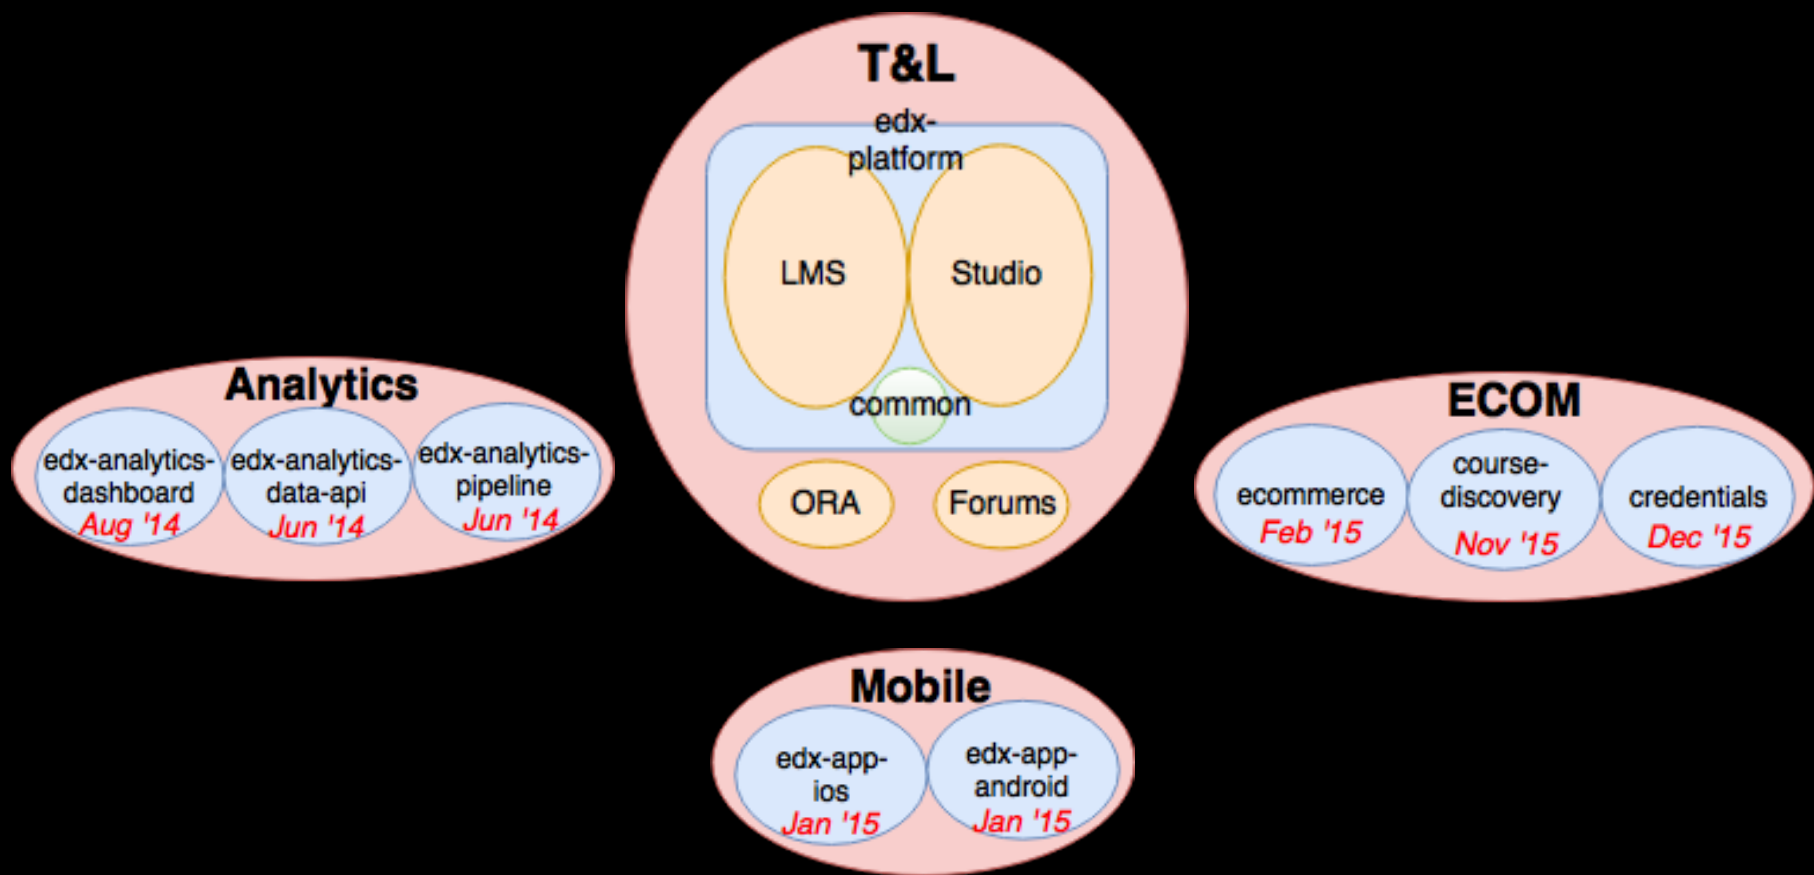 T&L
edx-
platform
LMS
Studio
common
ORA
Forums
Analytics
edx-analytics-
dashboard
Aug '14
edx-analytics-
data-api
Jun '14
edx-analytics-
pipeline
Jun '14
ECOM
ecommerce
Feb '15
course-
discovery
Nov '15
credentials
Dec '15
Mobile
edx-app-
ios
Jan '15
edx-app-
android
Jan '15